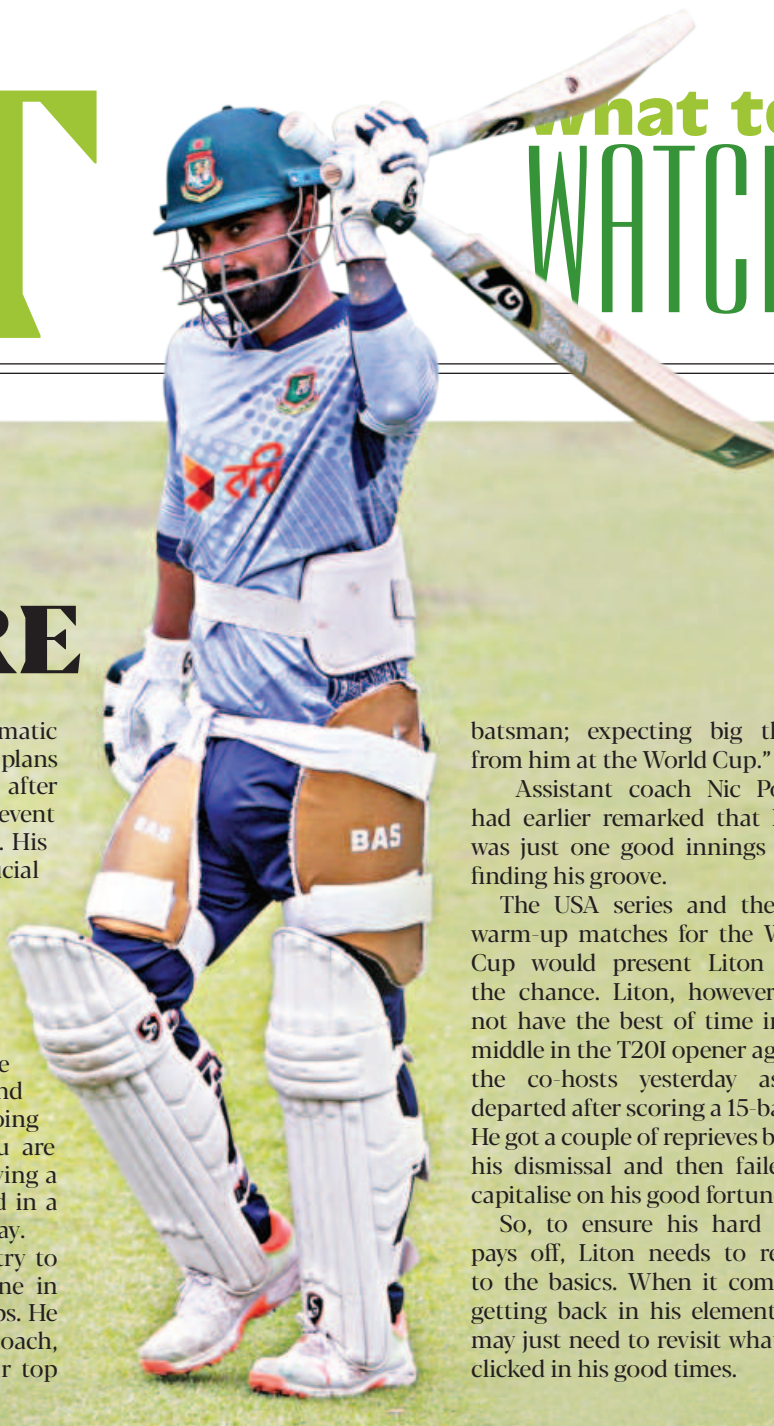 T
what to
WATCH
SG
রবি
RE
BAS
BAS
matic
plans
after
event
. His
cial
e
nd
oing
u are
ving a
d in a
ay.
try to
ne in
ps. He
oach,
r top
batsman; expecting big th
from him at the World Cup.”
Assistant coach Nic Po
had earlier remarked that
was just one good innings
finding his groove.
The USA series and the
warm-up matches for the W
Cup would present Liton
the chance. Liton, however
not have the best of time in
middle in the T20I opener ag
the co-hosts yesterday as
departed after scoring a 15-ba
He got a couple of reprieves b
his dismissal and then faile
capitalise on his good fortun
So, to ensure his hard
pays off, Liton needs to re
to the basics. When it com
getting back in his element
may just need to revisit what
clicked in his good times.